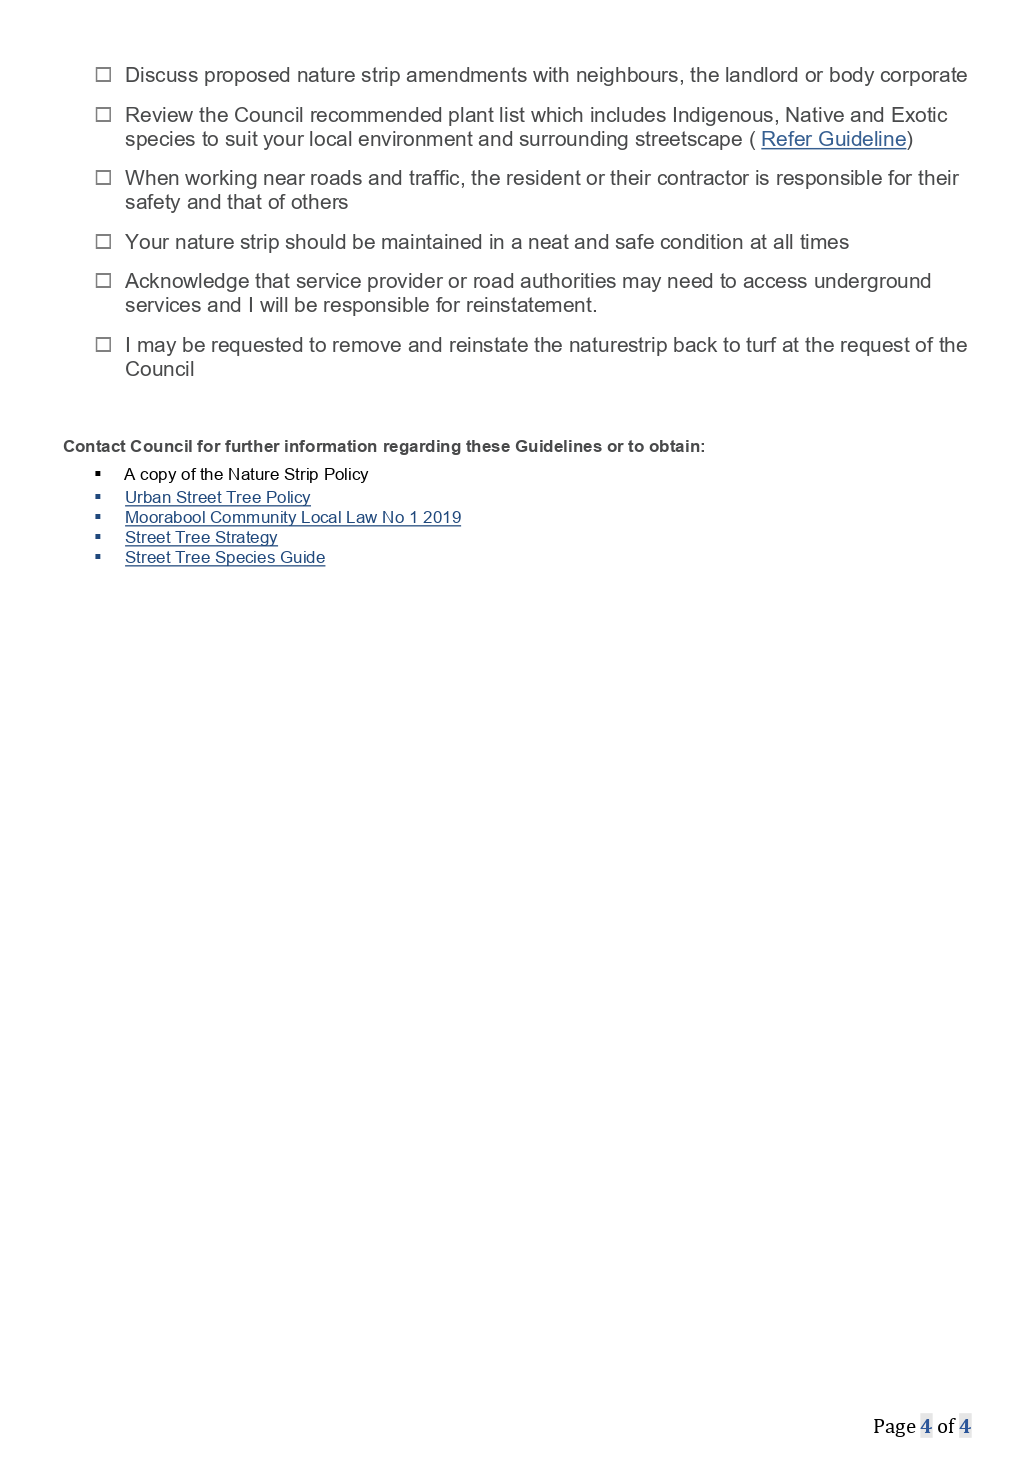 ☐ Discuss proposed nature strip amendments with neighbours, the landlord or body corporate
☐ Review the Council recommended plant list which includes Indigenous, Native and Exotic
species to suit your local environment and surrounding streetscape ( Refer Guideline)
☐ When working near roads and traffic, the resident or their contractor is responsible for their
safety and that of others
☐ Your nature strip should be maintained in a neat and safe condition at all times
☐ Acknowledge that service provider or road authorities may need to access underground
services and I will be responsible for reinstatement.
☐ I may be requested to remove and reinstate the naturestrip back to turf at the request of the
Council
Contact Council for further information regarding these Guidelines or to obtain:
▪ A copy of the Nature Strip Policy
▪ Urban Street Tree Policy
▪ Moorabool Community Local Law No 1 2019
▪ Street Tree Strategy
▪ Street Tree Species Guide
Page 4 of 4